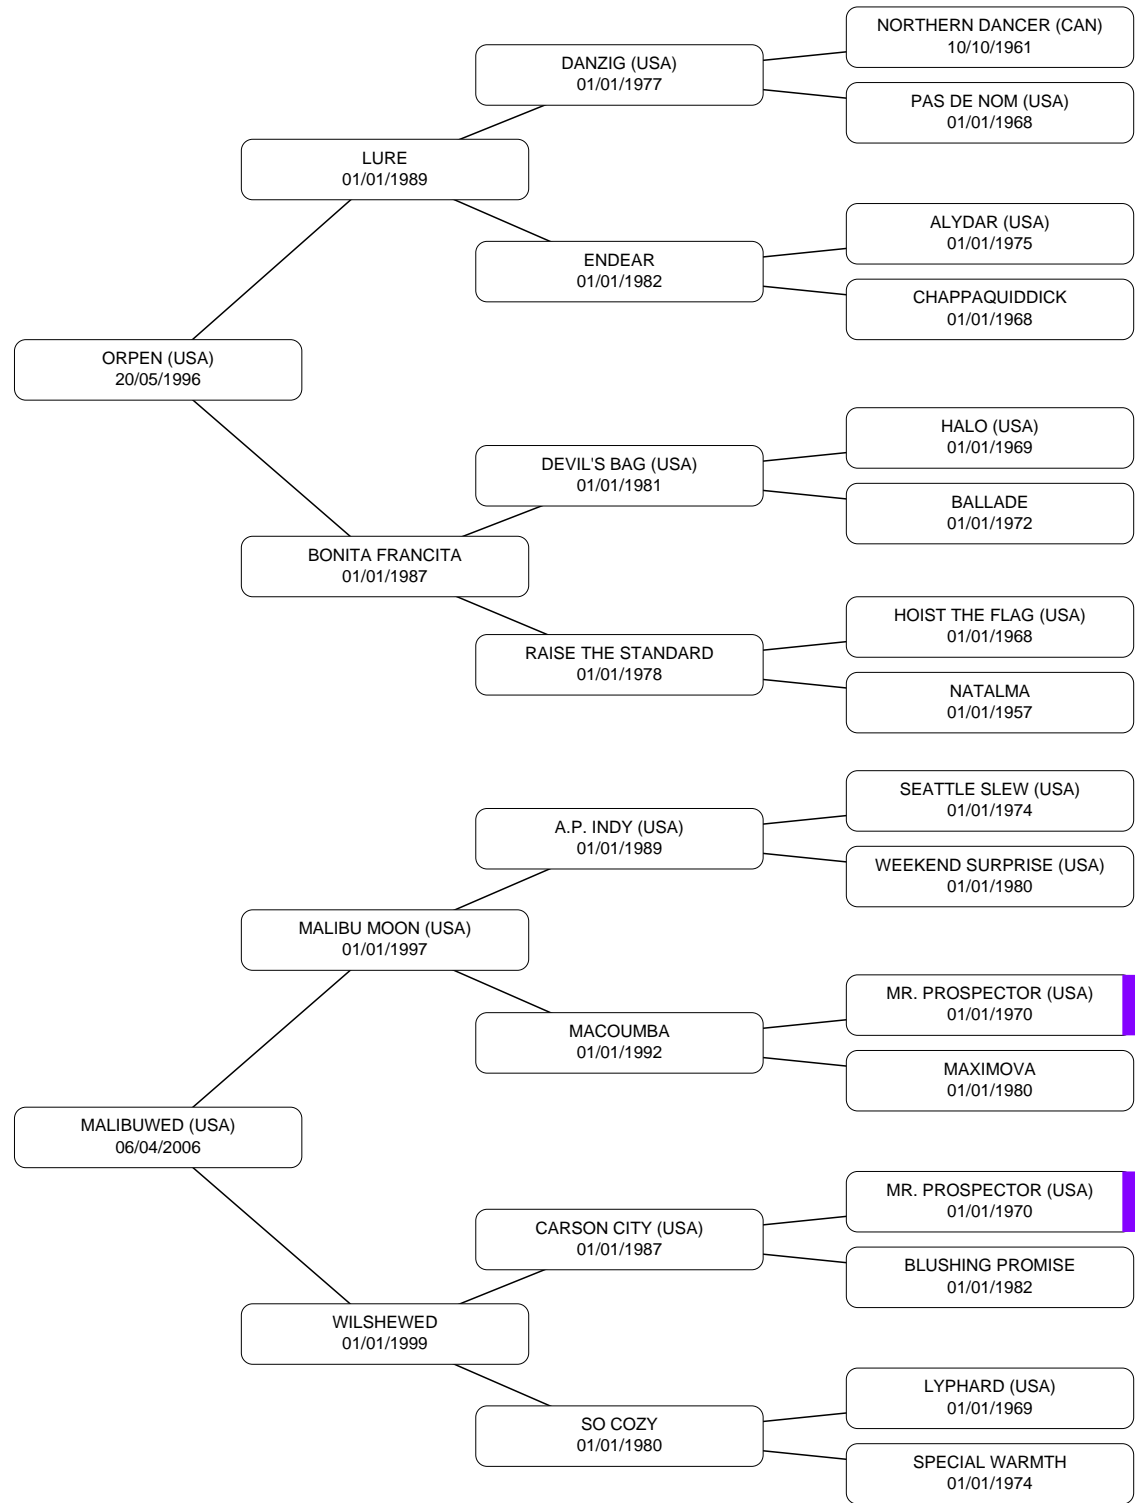 NORTHERN DANCER (CAN)
10/10/1961
DANZIG (USA)
01/01/1977
PAS DE NOM (USA)
01/01/1968
LURE
01/01/1989
ALYDAR (USA)
01/01/1975
ENDEAR
01/01/1982
CHAPPAQUIDDICK
01/01/1968
ORPEN (USA)
20/05/1996
HALO (USA)
01/01/1969
DEVIL'S BAG (USA)
01/01/1981
BALLADE
01/01/1972
BONITA FRANCITA
01/01/1987
HOIST THE FLAG (USA)
01/01/1968
RAISE THE STANDARD
01/01/1978
NATALMA
01/01/1957
SEATTLE SLEW (USA)
01/01/1974
A.P. INDY (USA)
01/01/1989
WEEKEND SURPRISE (USA)
01/01/1980
MALIBU MOON (USA)
01/01/1997
MR. PROSPECTOR (USA)
01/01/1970
MACOUMBA
01/01/1992
MAXIMOVA
01/01/1980
MALIBUWED (USA)
06/04/2006
MR. PROSPECTOR (USA)
01/01/1970
CARSON CITY (USA)
01/01/1987
BLUSHING PROMISE
01/01/1982
WILSHEWED
01/01/1999
LYPHARD (USA)
01/01/1969
SO COZY
01/01/1980
SPECIAL WARMTH
01/01/1974